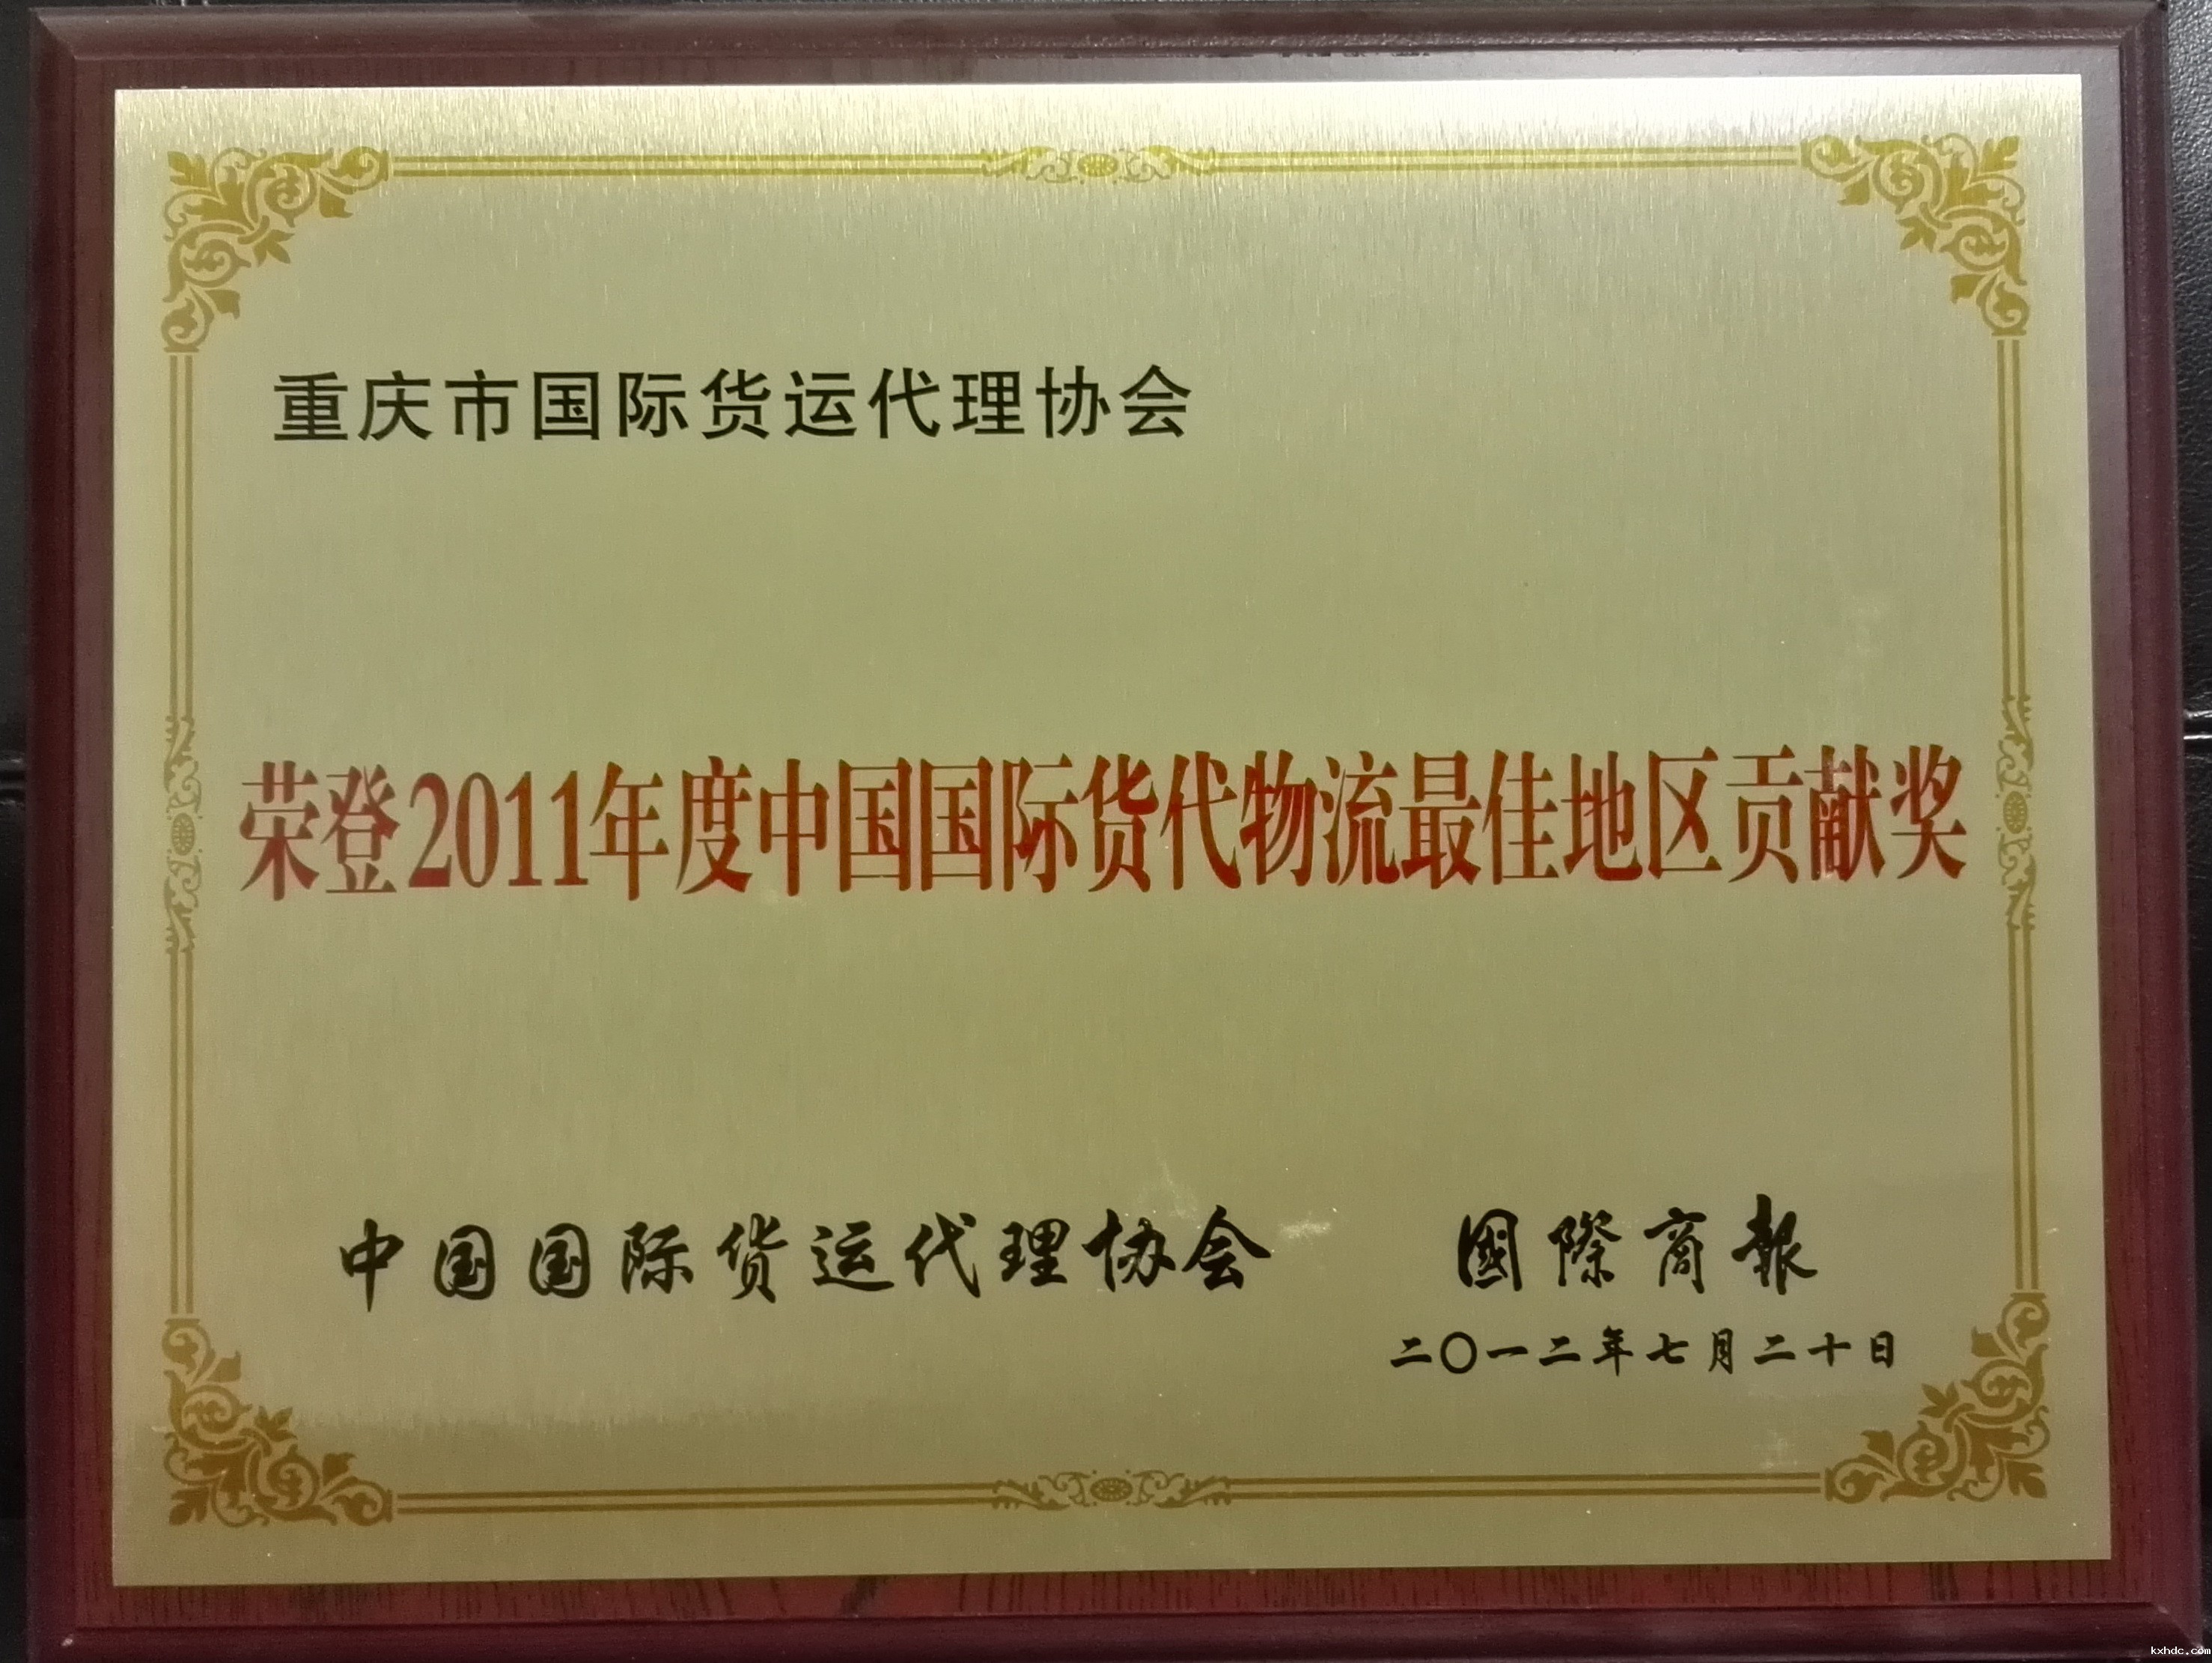 重庆市国际货运代理协会
荣登2011年度中国国际货代物流最佳地区贡献奖
中国国际货运代理协会 國際商報
二〇一二年七月二十日
kxhdc.com